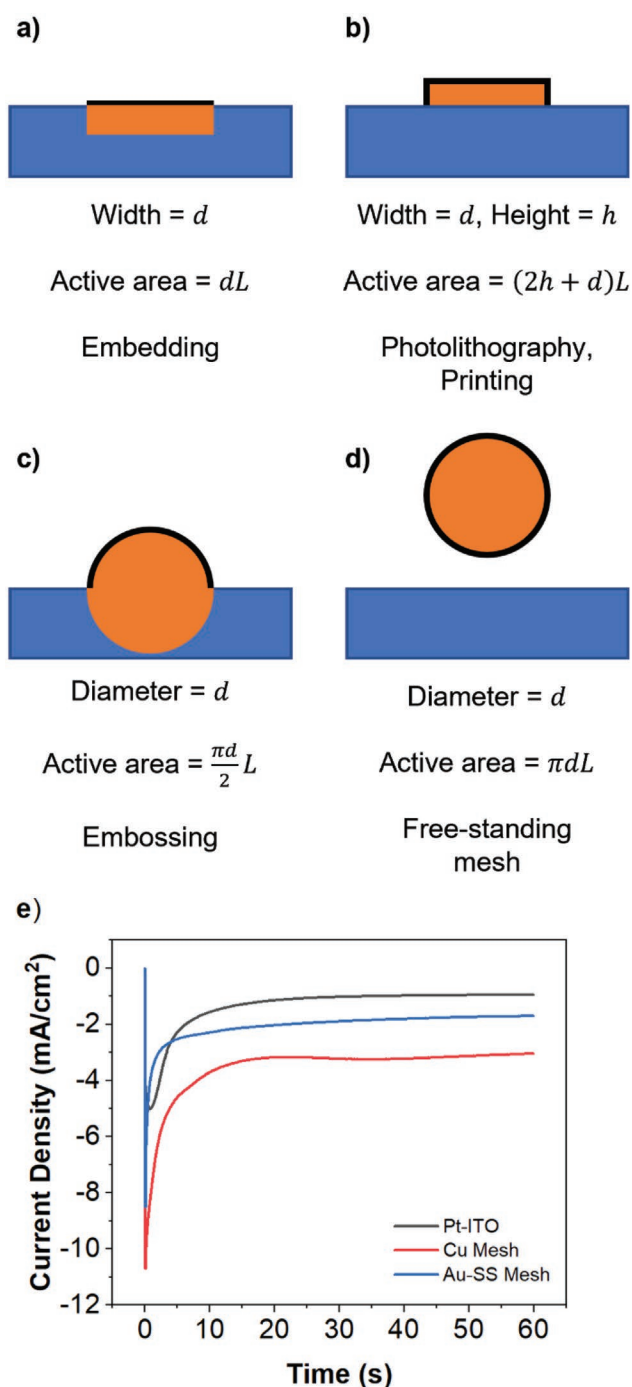 a)
b)
Width = d
Width = d, Height = h
Active area = dL
Active area = (2h + d)L
Embedding
Photolithography,
Printing
c)
d)
Diameter = d
Diameter = d
Active area = πd/2 L
Active area = πdL
Embossing
Free-standing
mesh
e)
Current Density (mA/cm²)
0
-2
-4
-6
-8
-10
-12
Pt-ITO
Cu Mesh
Au-SS Mesh
0 10 20 30 40 50 60
Time (s)